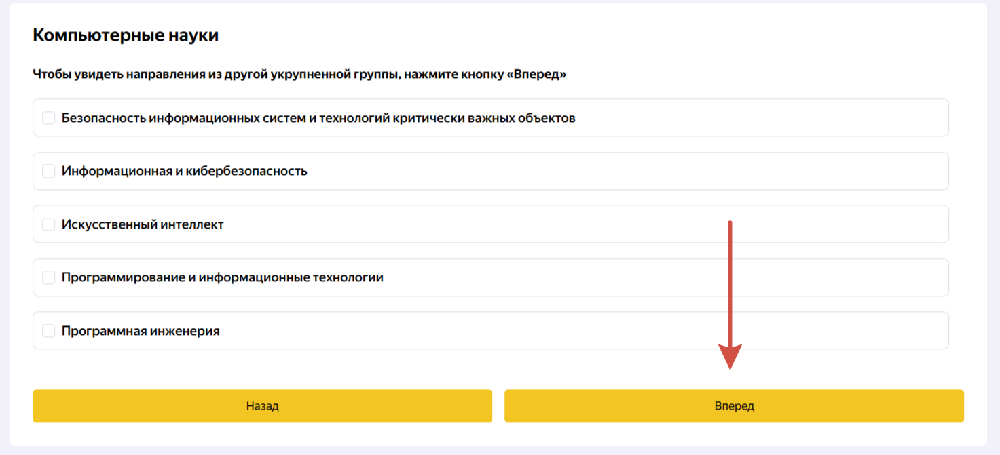 Компьютерные науки
Чтобы увидеть направления из другой укрупненной группы, нажмите кнопку «Вперед»
Безопасность информационных систем и технологий критически важных объектов
Информационная и кибербезопасность
Искусственный интеллект
Программирование и информационные технологии
Программная инженерия
Назад
Вперед